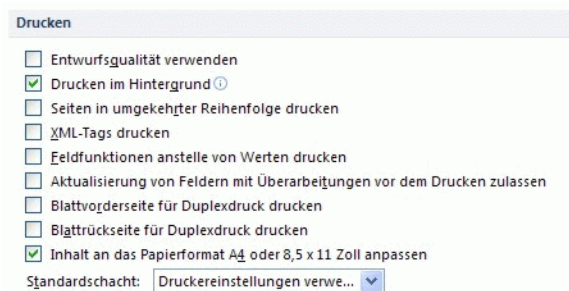 Drucken
Entwurfsqualität verwenden
Drucken im Hintergrund
Seiten in umgekehrter Reihenfolge drucken
XML-Tags drucken
Feldfunktionen anstelle von Werten drucken
Aktualisierung von Feldern mit Überarbeitungen vor dem Drucken zulassen
Blattvorderseite für Duplexdruck drucken
Blattrückseite für Duplexdruck drucken
Inhalt an das Papierformat A4 oder 8,5 x 11 Zoll anpassen
Standardschacht: Druckereinstellungen verwe...